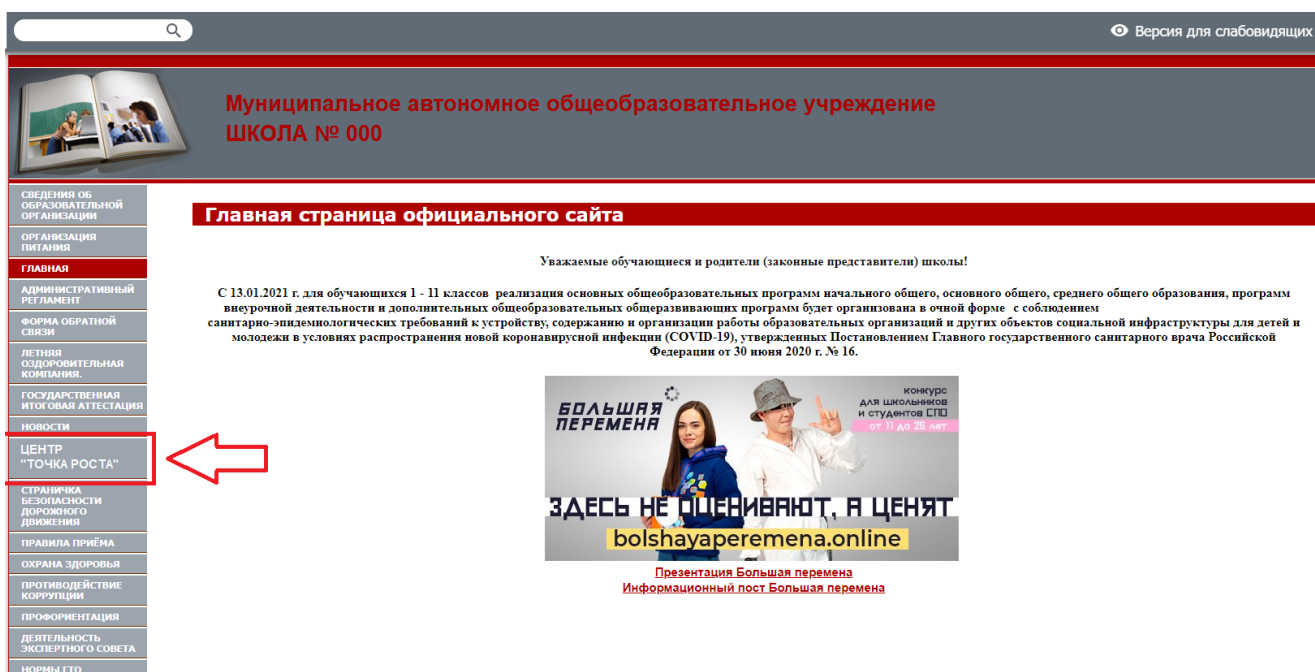 Версия для слабовидящих
Муниципальное автономное общеобразовательное учреждение
ШКОЛА № 000
СВЕДЕНИЯ ОБ
ОБРАЗОВАТЕЛЬНОЙ
ОРГАНИЗАЦИИ
ОРГАНИЗАЦИЯ
ПИТАНИЯ
ГЛАВНАЯ
АДМИНИСТРАТИВНЫЙ
РЕГЛАМЕНТ
ФОРМА ОБРАТНОЙ
СВЯЗИ
ЛЕТНЯЯ
ОЗДОРОВИТЕЛЬНАЯ
КОМПАНИЯ.
ГОСУДАРСТВЕННАЯ
ИТОГОВАЯ АТТЕСТАЦИЯ
НОВОСТИ
ЦЕНТР
"ТОЧКА РОСТА"
СТРАНИЧКА
БЕЗОПАСНОСТИ
ДОРОЖНОГО
ДВИЖЕНИЯ
ПРАВИЛА ПРИЁМА
ОХРАНА ЗДОРОВЬЯ
ПРОТИВОДЕЙСТВИЕ
КОРРУПЦИИ
ПРОФОРИЕНТАЦИЯ
ДЕЯТЕЛЬНОСТЬ
ЭКСПЕРТНОГО СОВЕТА
НОРМЫ ГТО
Главная страница официального сайта
Уважаемые обучающиеся и родители (законные представители) школы!
С 13.01.2021 г. для обучающихся 1 - 11 классов реализация основных общеобразовательных программ начального общего, основного общего, среднего общего образования, программ
внеурочной деятельности и дополнительных общеобразовательных общеразвивающих программ будет организована в очной форме с соблюдением
санитарно-эпидемиологических требований к устройству, содержанию и организации работы образовательных организаций и других объектов социальной инфраструктуры для детей и
молодежи в условиях распространения новой коронавирусной инфекции (COVID-19), утвержденных Постановлением Главного государственного санитарного врача Российской
Федерации от 30 июня 2020 г. № 16.
БОЛЬШАЯ
ПЕРЕМЕНА
конкурс
для школьников
и студентов СПО
от 11 до 25 лет
ЗДЕСЬ НЕ ОЦЕНИВАЮТ, А ЦЕНЯТ
bolshayaperemena.online
Презентация Большая перемена
Информационный пост Большая перемена